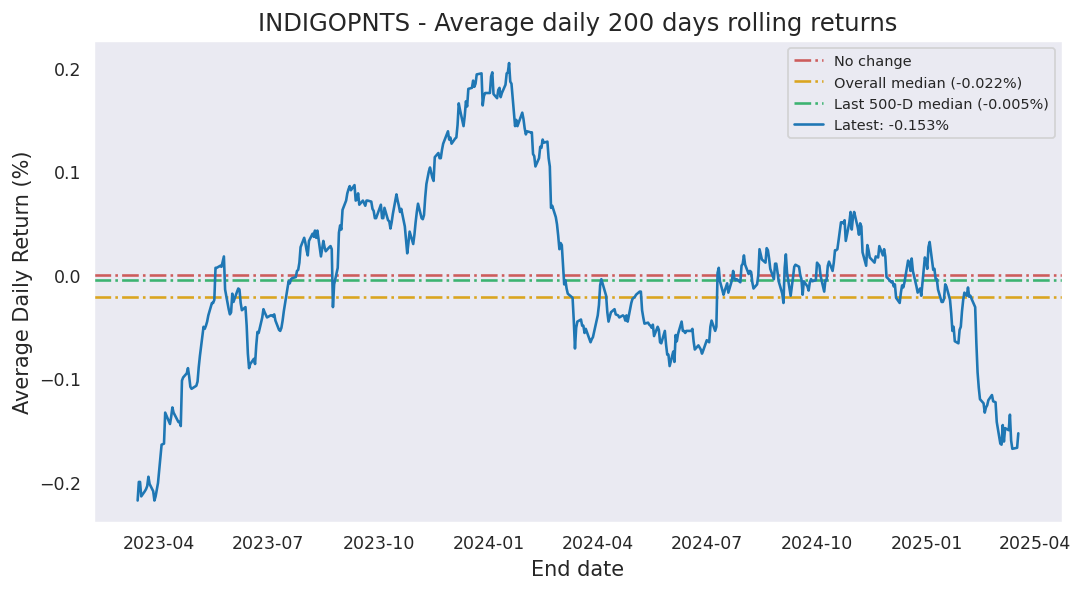 INDIGOPNTS - Average daily 200 days rolling returns
No change
Overall median (-0.022%)
Last 500-D median (-0.005%)
Latest: -0.153%
Average Daily Return (%)
0.2
0.1
0.0
−0.1
−0.2
2023-04 2023-07 2023-10 2024-01 2024-04 2024-07 2024-10 2025-01 2025-04
End date